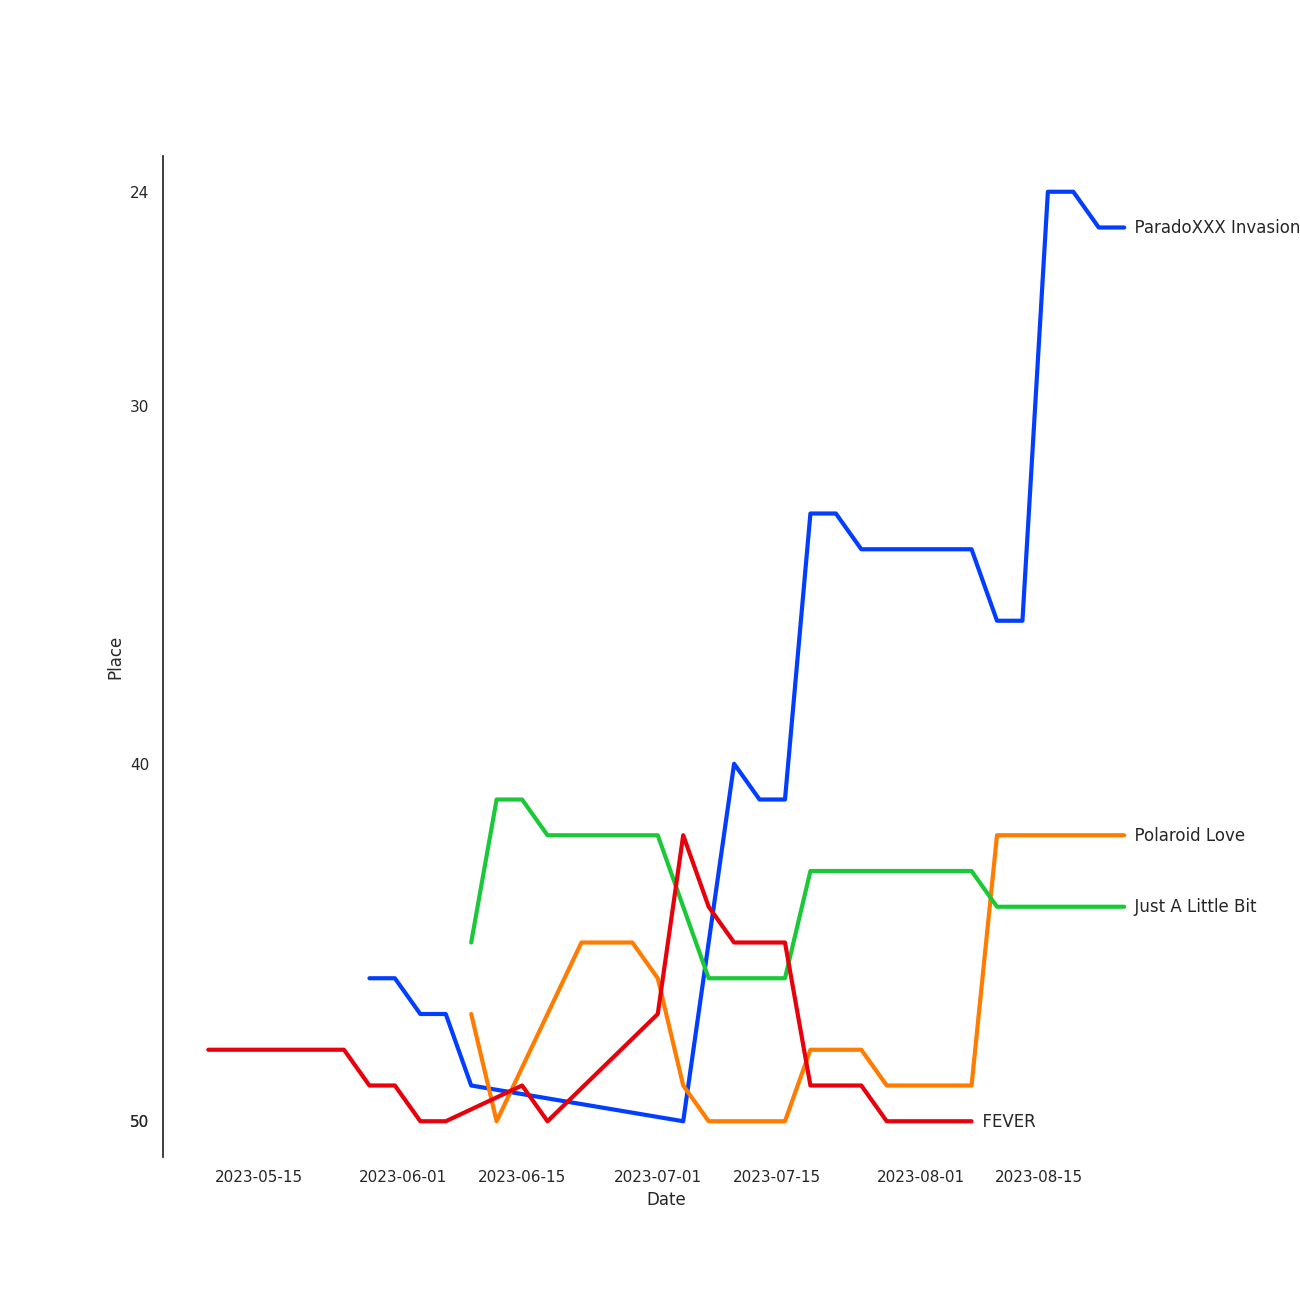 24
ParadoXXX Invasion
30
Place
40
Polaroid Love
Just A Little Bit
50
FEVER
2023-05-15 2023-06-01 2023-06-15 2023-07-01 2023-07-15 2023-08-01 2023-08-15
Date